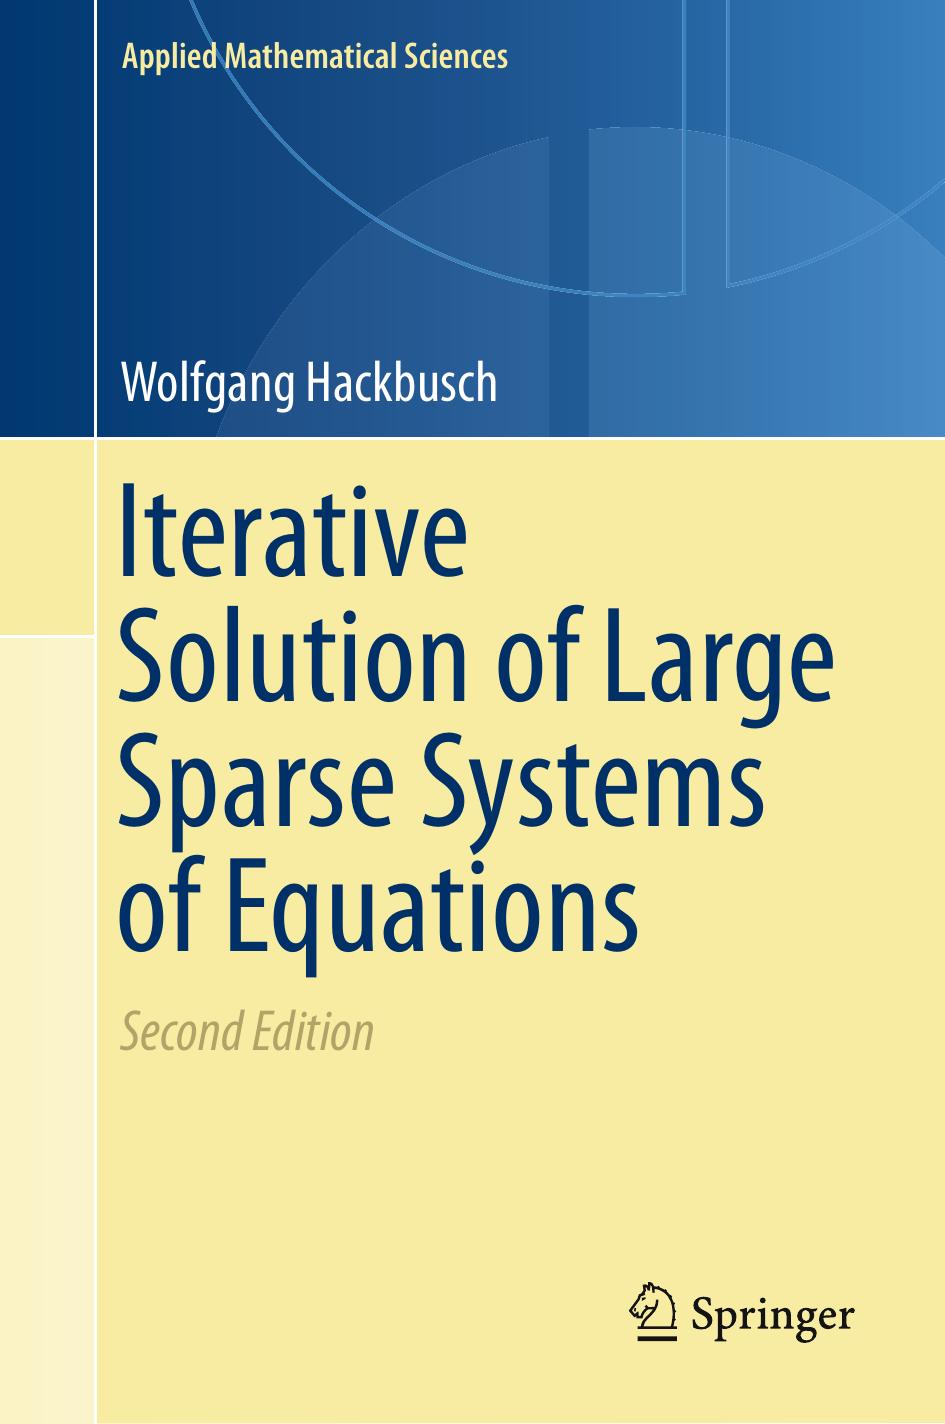 Applied Mathematical Sciences
Wolfgang Hackbusch
Iterative
Solution of Large
Sparse Systems
of Equations
Second Edition
Springer